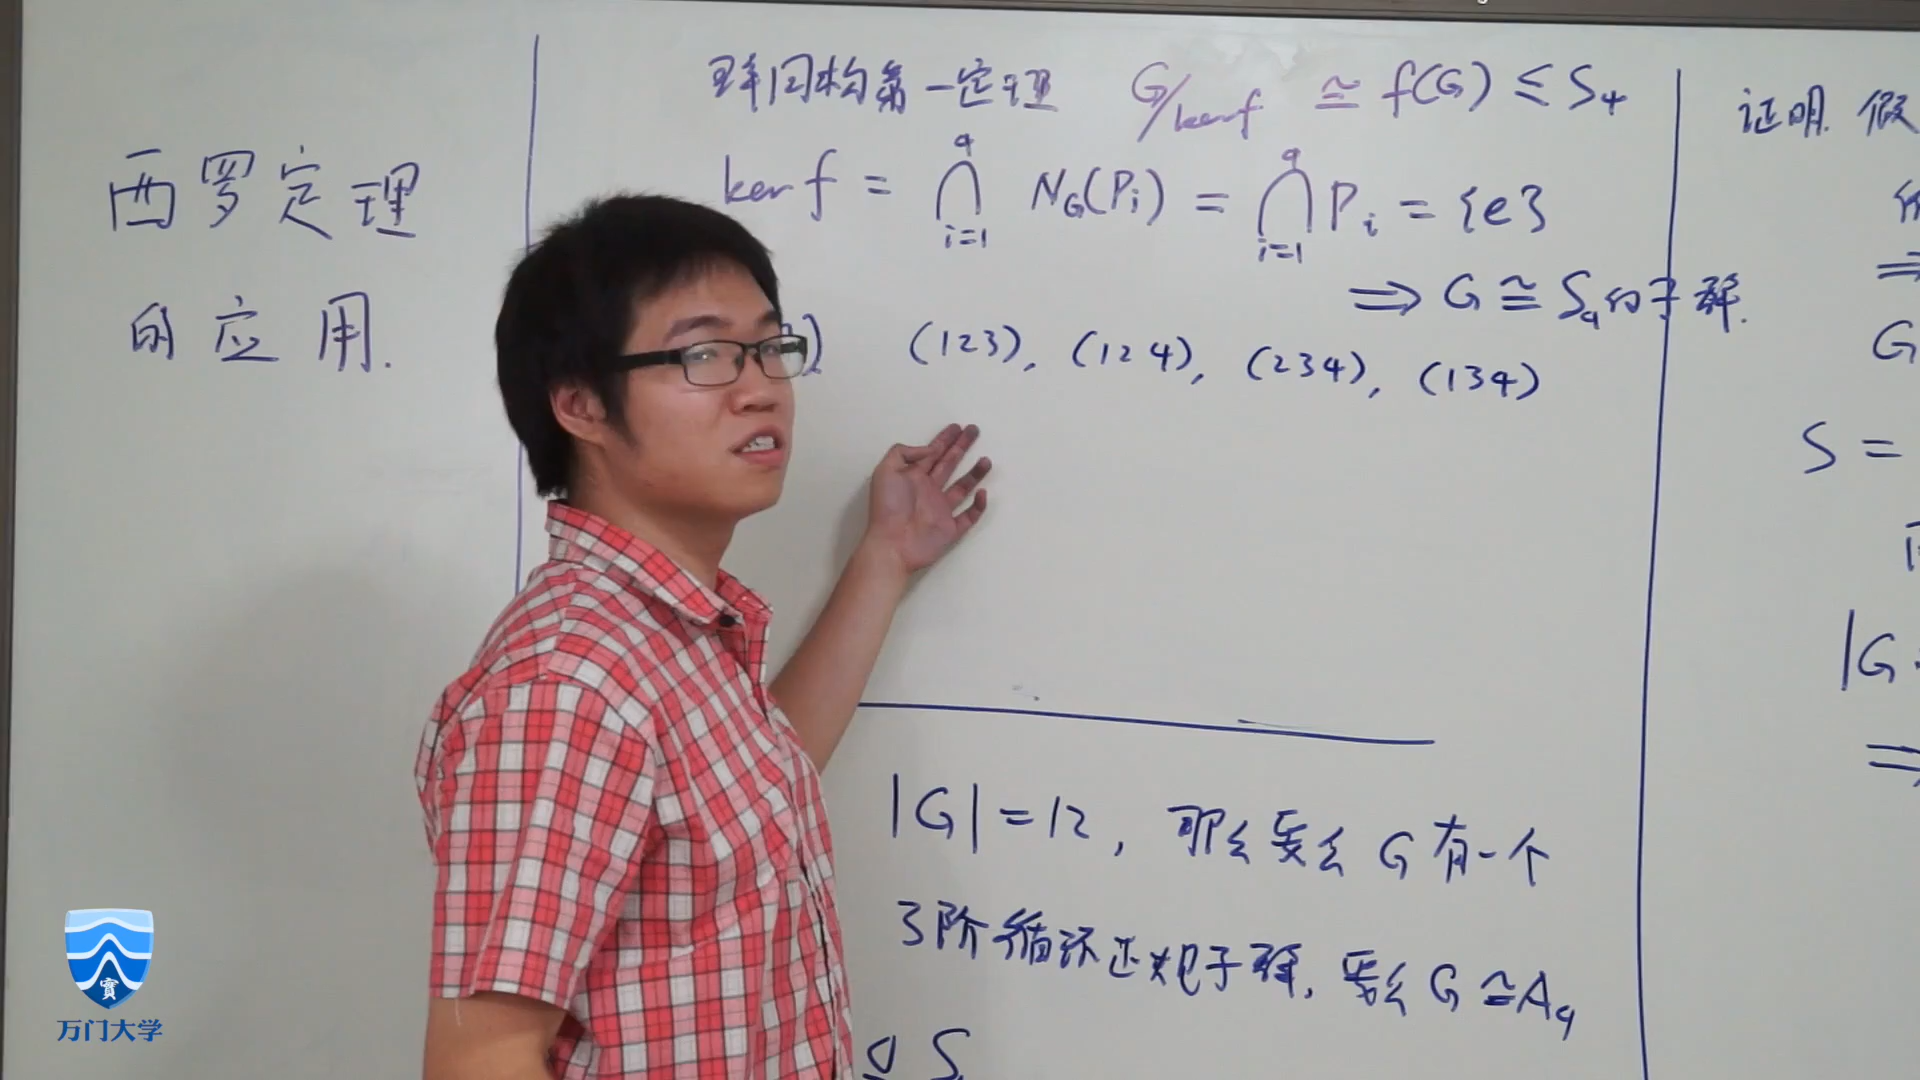 西罗定理
的应用.
群同构第一定理 G/kerf ≅ f(G) ≤ S4
ker f = ⋂_{i=1}^{4} N_G(P_i) = ⋂_{i=1}^{4} P_i = {e}
⟹ G ≅ S4的子群.
(123), (124), (234), (134)
|G| = 12, 那么要么 G 有一个
3阶循环正规子群, 要么 G ≅ A4
证明. 假
⟹
G
S =
|G
⟹
實
万门大学